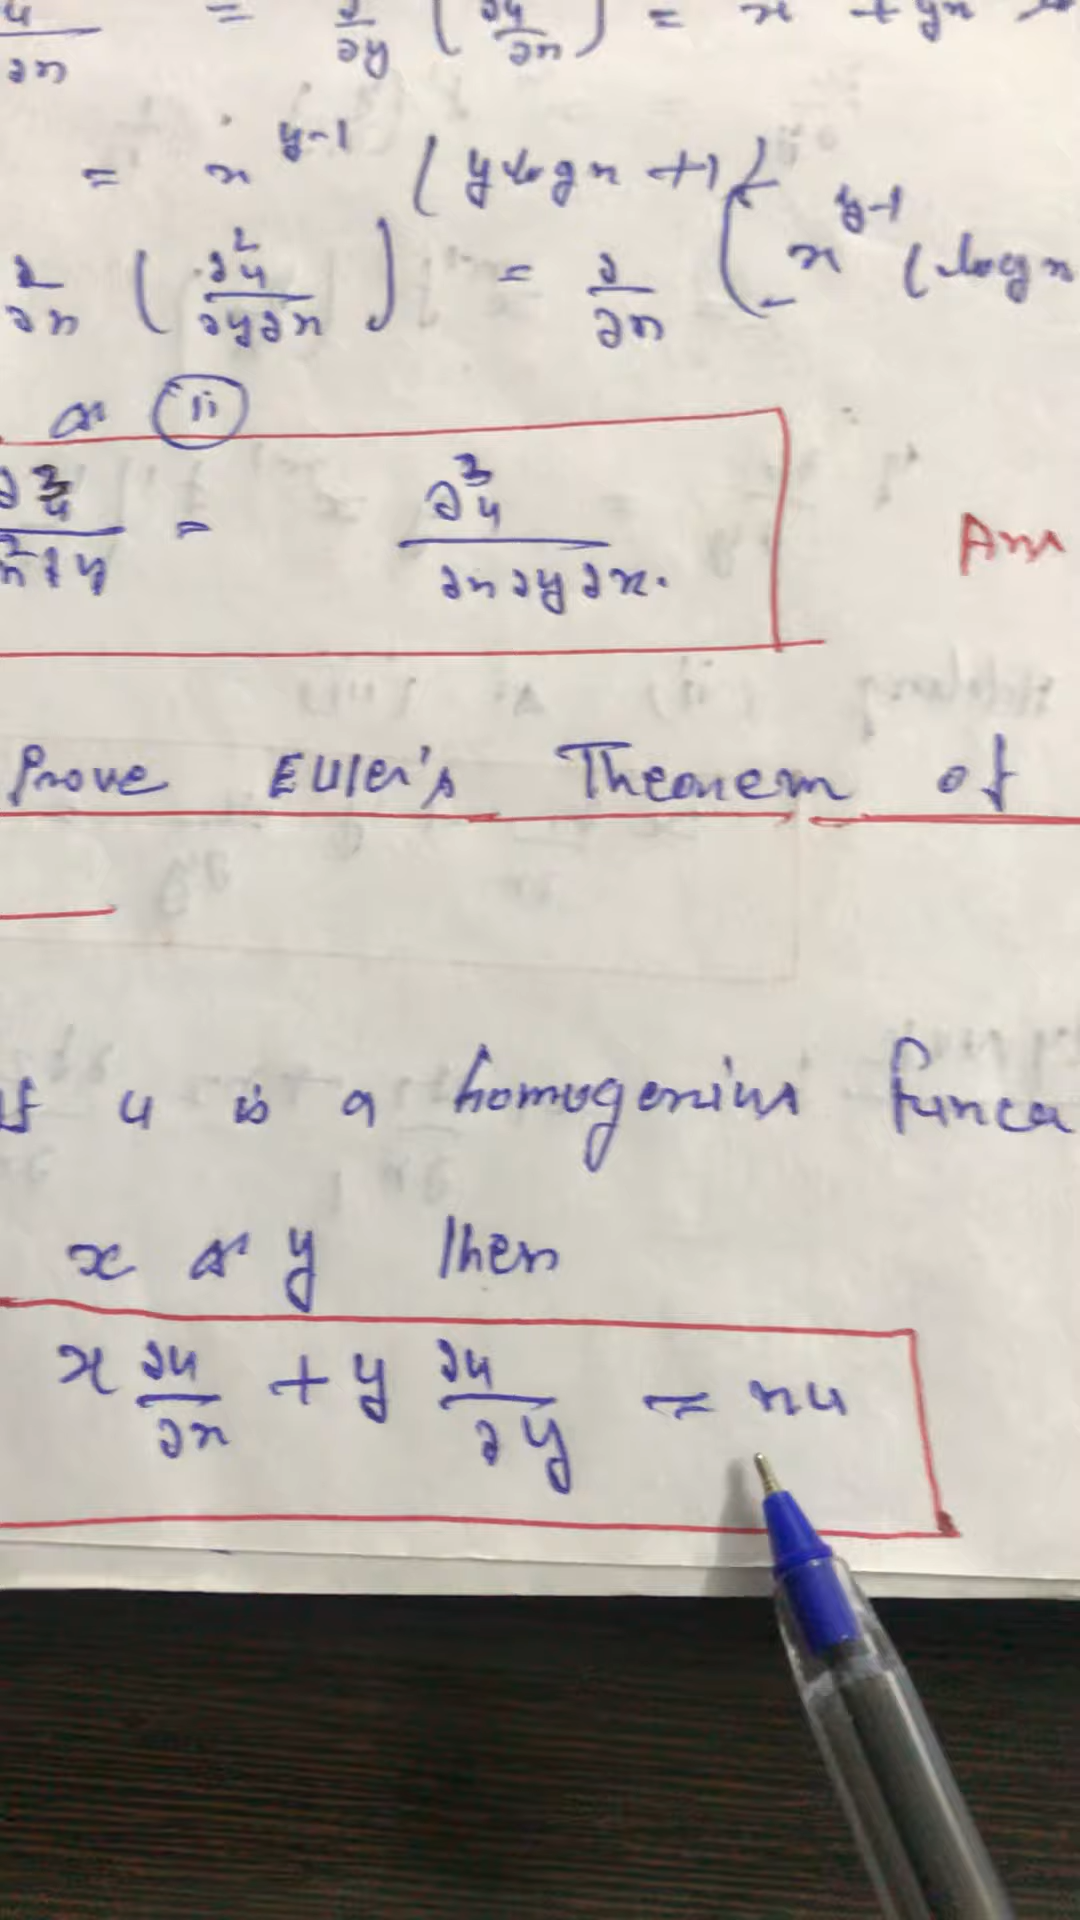 ∂y ( ∂u/∂x ) = x + yx
= x^(y-1) ( y log x + 1 )
∂/∂x ( ∂²u/∂y∂x ) = ∂/∂x ( x^(y-1) ( log x
& (ii)
∂³u/∂x²∂y = ∂³u/∂x∂y∂x. Ans
Prove Euler's Theorem of
If u is a homogenius func
x & y then
x ∂u/∂x + y ∂u/∂y = nu